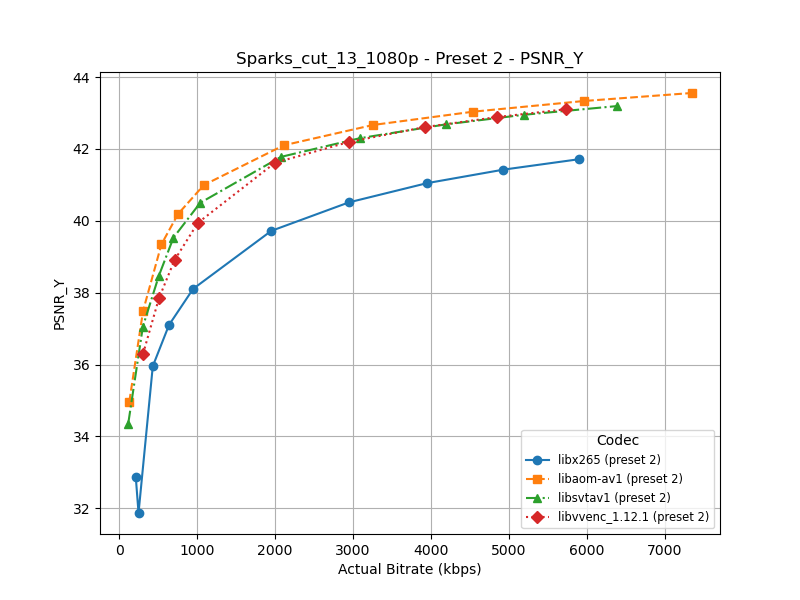 Sparks_cut_13_1080p - Preset 2 - PSNR_Y
PSNR_Y
44
42
40
38
36
34
32
0 1000 2000 3000 4000 5000 6000 7000
Actual Bitrate (kbps)
Codec
libx265 (preset 2)
libaom-av1 (preset 2)
libsvtav1 (preset 2)
libvvenc_1.12.1 (preset 2)